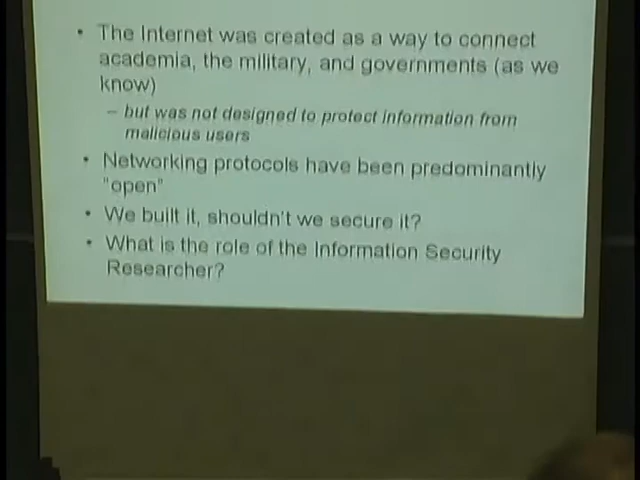 • The Internet was created as a way to connect
academia, the military, and governments (as we
know)
– but was not designed to protect information from
malicious users
• Networking protocols have been predominantly
"open"
• We built it, shouldn't we secure it?
• What is the role of the Information Security
Researcher?